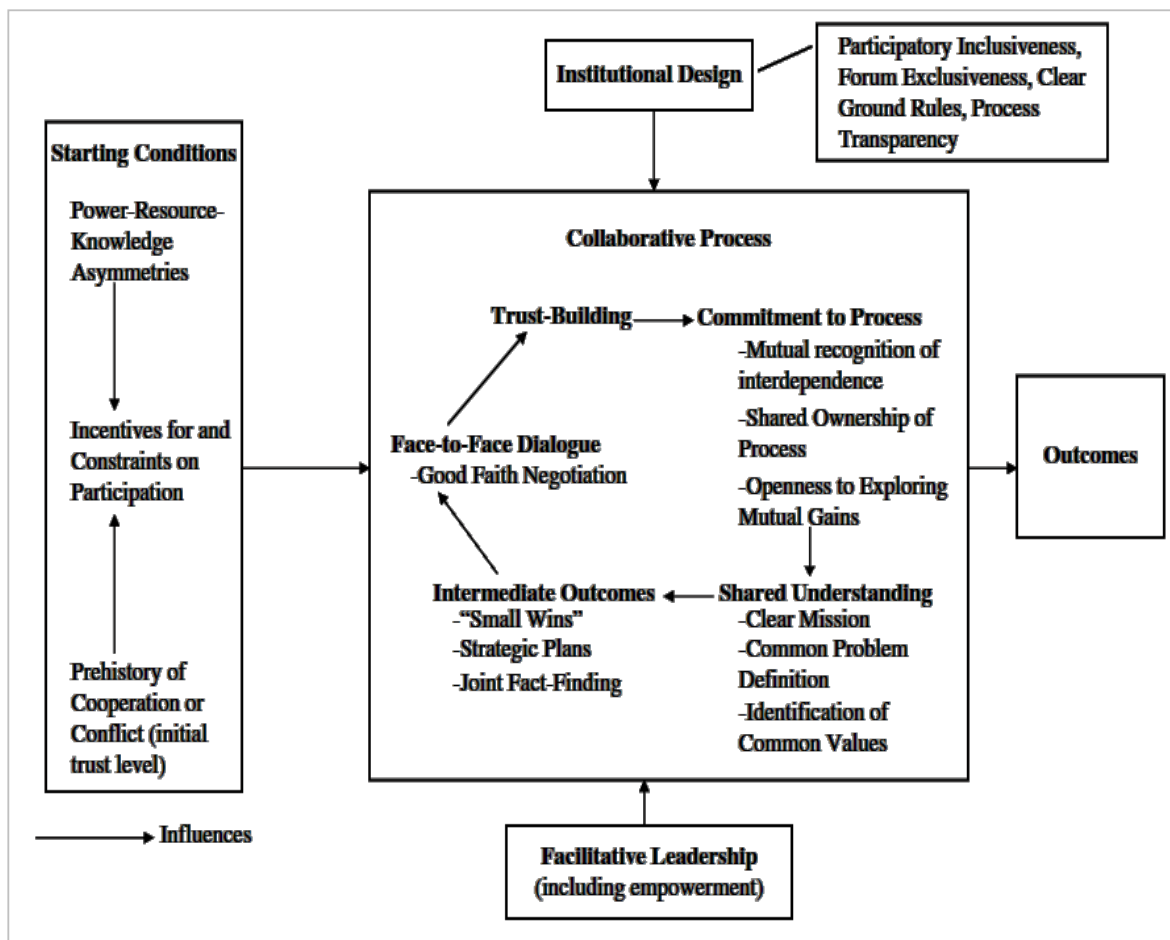 Institutional Design
Participatory Inclusiveness,
Forum Exclusiveness, Clear
Ground Rules, Process
Transparency
Starting Conditions
Power-Resource-
Knowledge
Asymmetries
Incentives for and
Constraints on
Participation
Prehistory of
Cooperation or
Conflict (initial
trust level)
Influences
Collaborative Process
Trust-Building
Commitment to Process
-Mutual recognition of
interdependence
-Shared Ownership of
Process
-Openness to Exploring
Mutual Gains
Face-to-Face Dialogue
-Good Faith Negotiation
Intermediate Outcomes
-“Small Wins”
-Strategic Plans
-Joint Fact-Finding
Shared Understanding
-Clear Mission
-Common Problem
Definition
-Identification of
Common Values
Outcomes
Facilitative Leadership
(including empowerment)